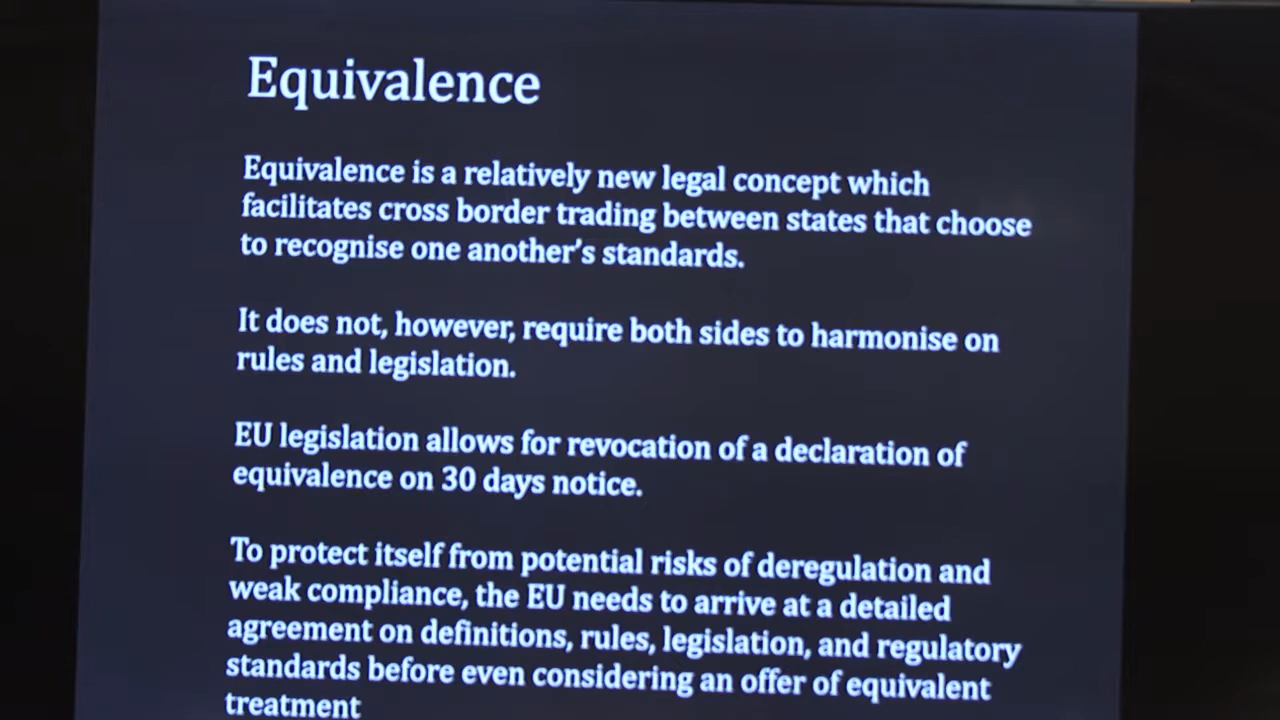 Equivalence
Equivalence is a relatively new legal concept which
facilitates cross border trading between states that choose
to recognise one another's standards.
It does not, however, require both sides to harmonise on
rules and legislation.
EU legislation allows for revocation of a declaration of
equivalence on 30 days notice.
To protect itself from potential risks of deregulation and
weak compliance, the EU needs to arrive at a detailed
agreement on definitions, rules, legislation, and regulatory
standards before even considering an offer of equivalent
treatment